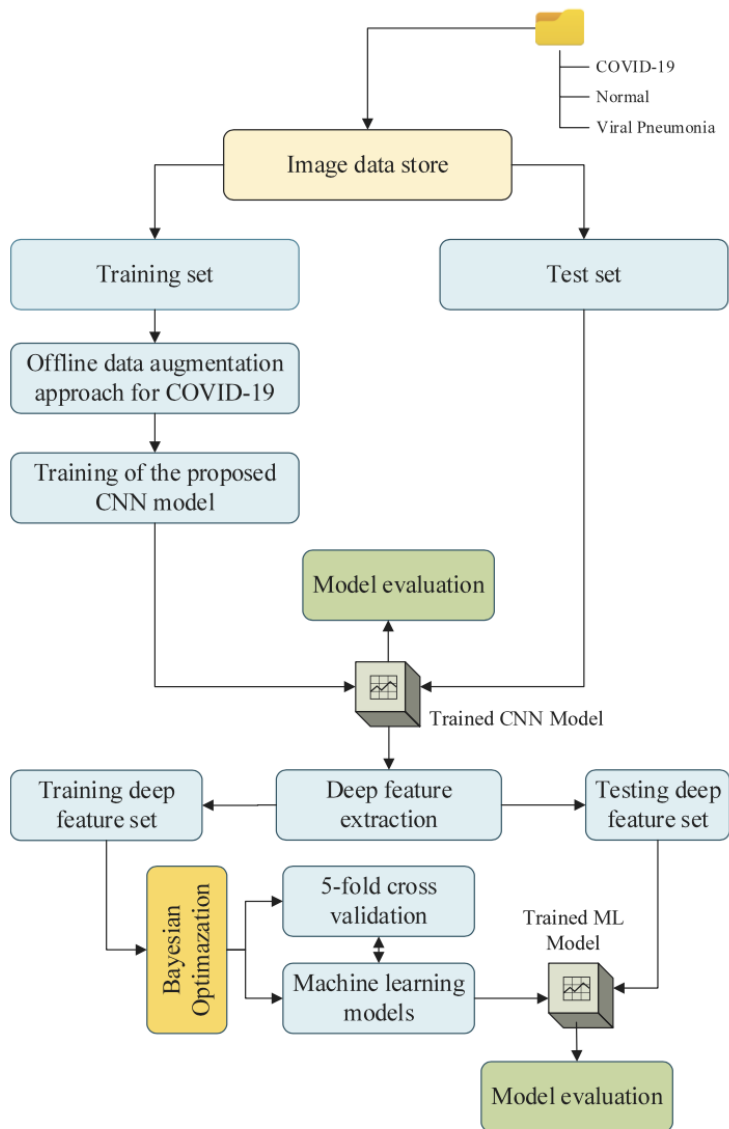 COVID-19
Normal
Viral Pneumonia
Image data store
Training set
Test set
Offline data augmentation
approach for COVID-19
Training of the proposed
CNN model
Model evaluation
Trained CNN Model
Training deep
feature set
Deep feature
extraction
Testing deep
feature set
Bayesian
Optimazation
5-fold cross
validation
Machine learning
models
Trained ML
Model
Model evaluation